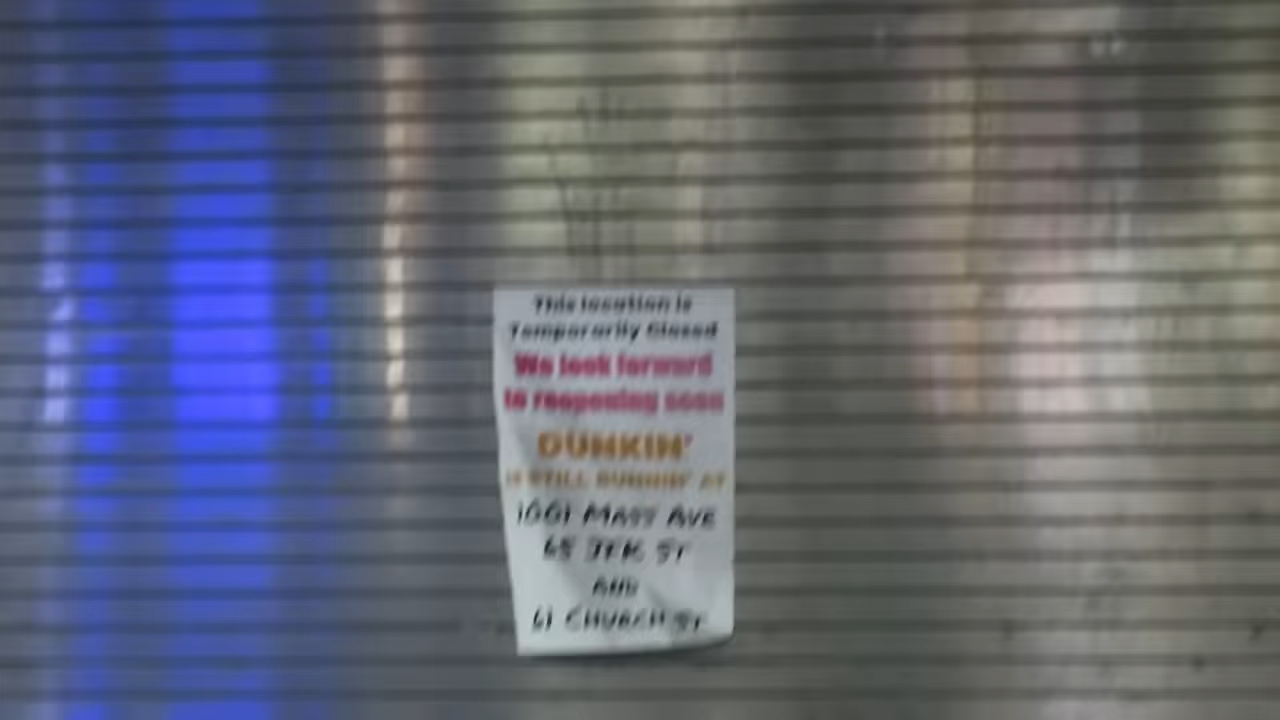 This location is
Temporarily Closed
We look forward
to reopening soon
DUNKIN'
IS STILL RUNNIN' AT
1001 MASS AVE
65 JFK ST
AND
61 CHURCH ST